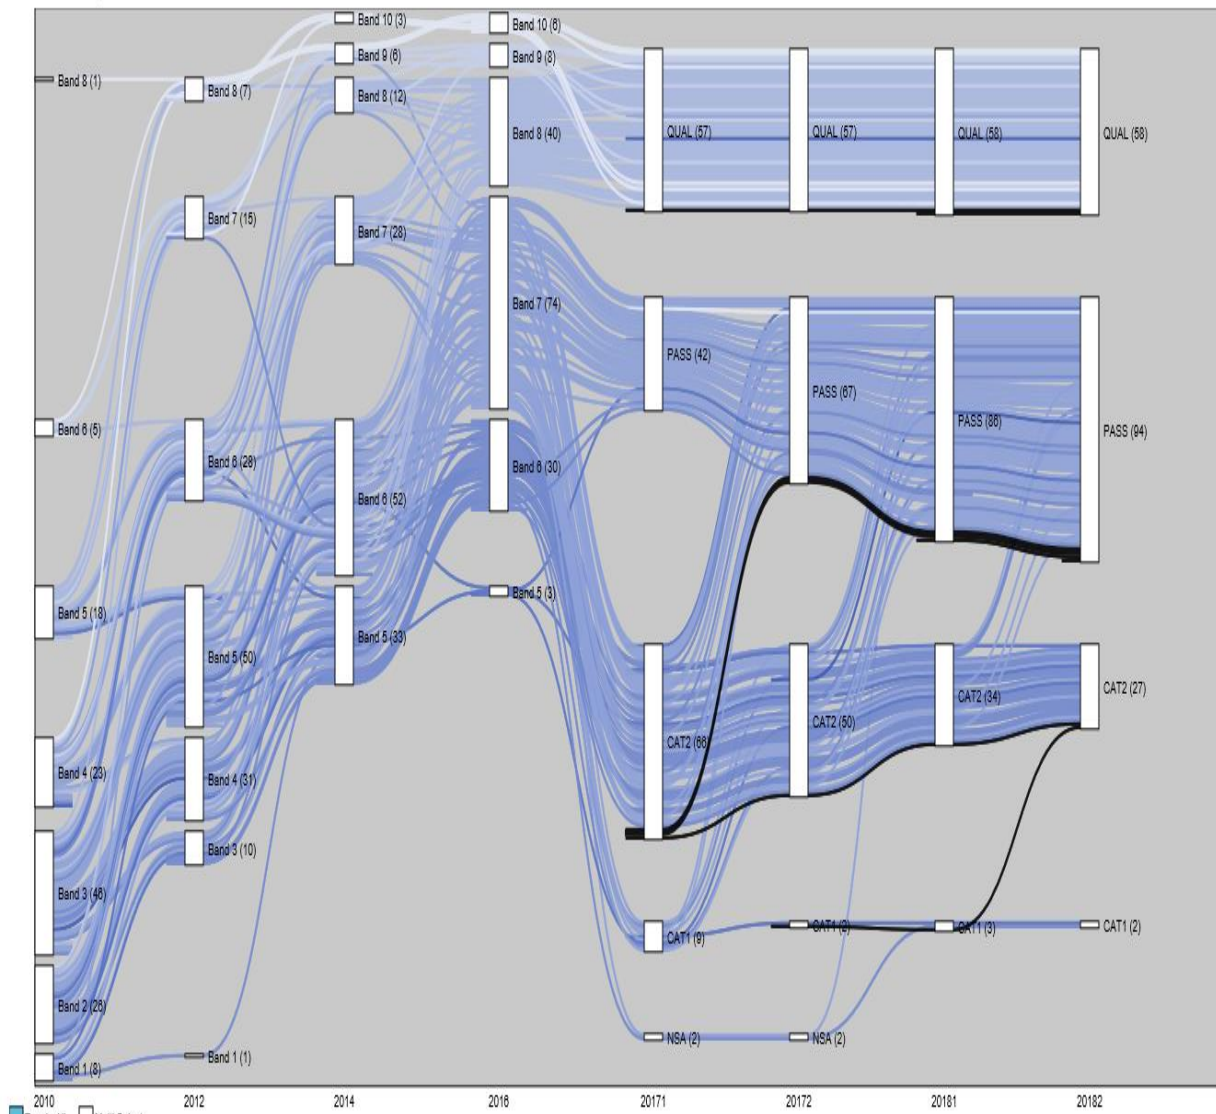 Band 8 (1)
Band 6 (5)
Band 5 (18)
Band 4 (23)
Band 3 (46)
Band 2 (26)
Band 1 (8)
Band 8 (7)
Band 7 (15)
Band 6 (28)
Band 5 (50)
Band 4 (31)
Band 3 (10)
Band 1 (1)
Band 10 (3)
Band 9 (6)
Band 8 (12)
Band 7 (28)
Band 6 (52)
Band 5 (33)
Band 10 (6)
Band 9 (8)
Band 8 (40)
Band 7 (74)
Band 6 (30)
Band 5 (3)
QUAL (57)
PASS (42)
CAT2 (66)
CAT1 (9)
NSA (2)
QUAL (57)
PASS (67)
CAT2 (50)
CAT1 (2)
NSA (2)
QUAL (58)
PASS (86)
CAT2 (34)
CAT1 (3)
QUAL (58)
PASS (94)
CAT2 (27)
CAT1 (2)
2010 2012 2014 2016 20171 20172 20181 20182